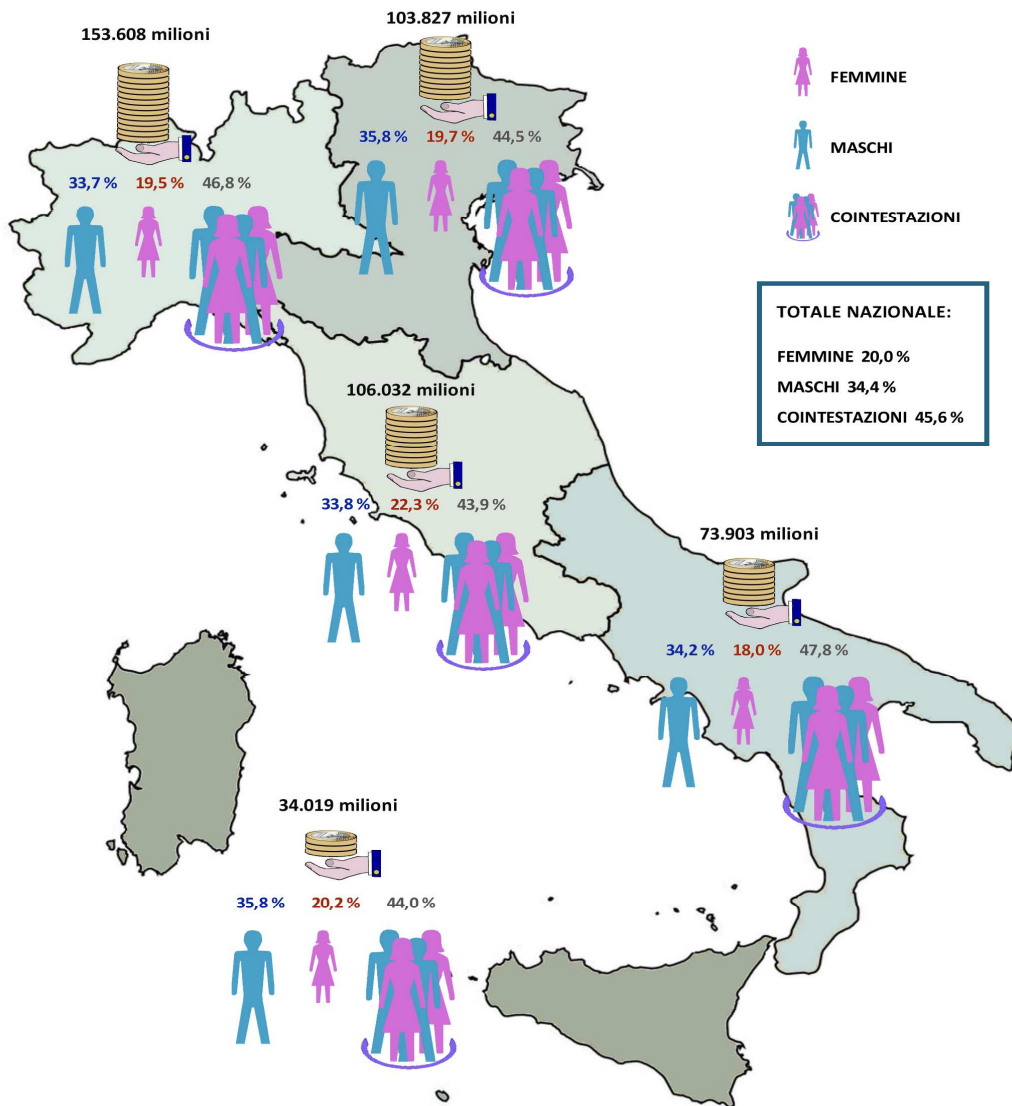 153.608 milioni
33,7 % 19,5 % 46,8 %
103.827 milioni
35,8 % 19,7 % 44,5 %
FEMMINE
MASCHI
COINTESTAZIONI
TOTALE NAZIONALE:
FEMMINE 20,0 %
MASCHI 34,4 %
COINTESTAZIONI 45,6 %
106.032 milioni
33,8 % 22,3 % 43,9 %
73.903 milioni
34,2 % 18,0 % 47,8 %
34.019 milioni
35,8 % 20,2 % 44,0 %